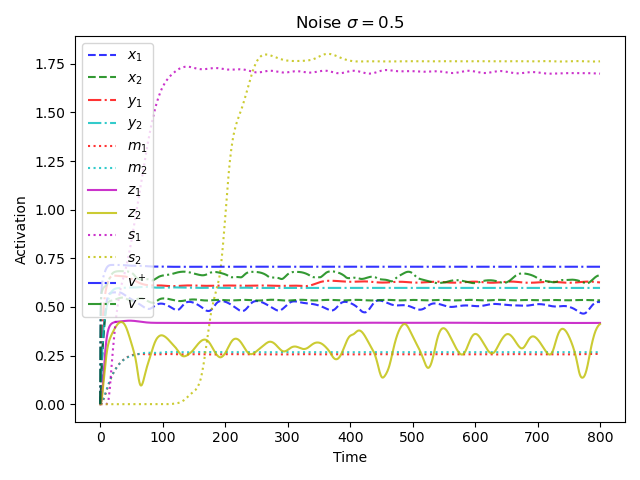 Noise σ = 0.5
Activation
1.75
1.50
1.25
1.00
0.75
0.50
0.25
0.00
x₁
x₂
y₁
y₂
m₁
m₂
z₁
z₂
s₁
s₂
v⁺
v⁻
0 100 200 300 400 500 600 700 800
Time